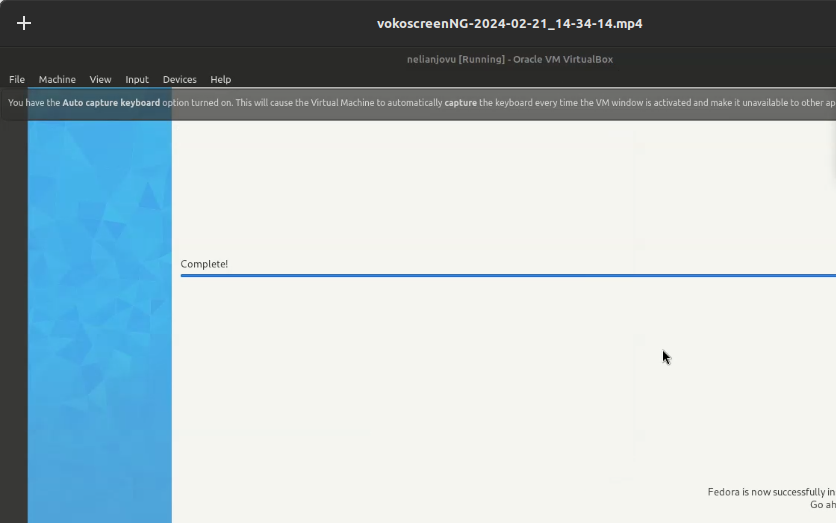 vokoscreenNG-2024-02-21_14-34-14.mp4
nelianjovu [Running] - Oracle VM VirtualBox
File Machine View Input Devices Help
You have the Auto capture keyboard option turned on. This will cause the Virtual Machine to automatically capture the keyboard every time the VM window is activated and make it unavailable to other ap
Complete!
Fedora is now successfully in
Go ah